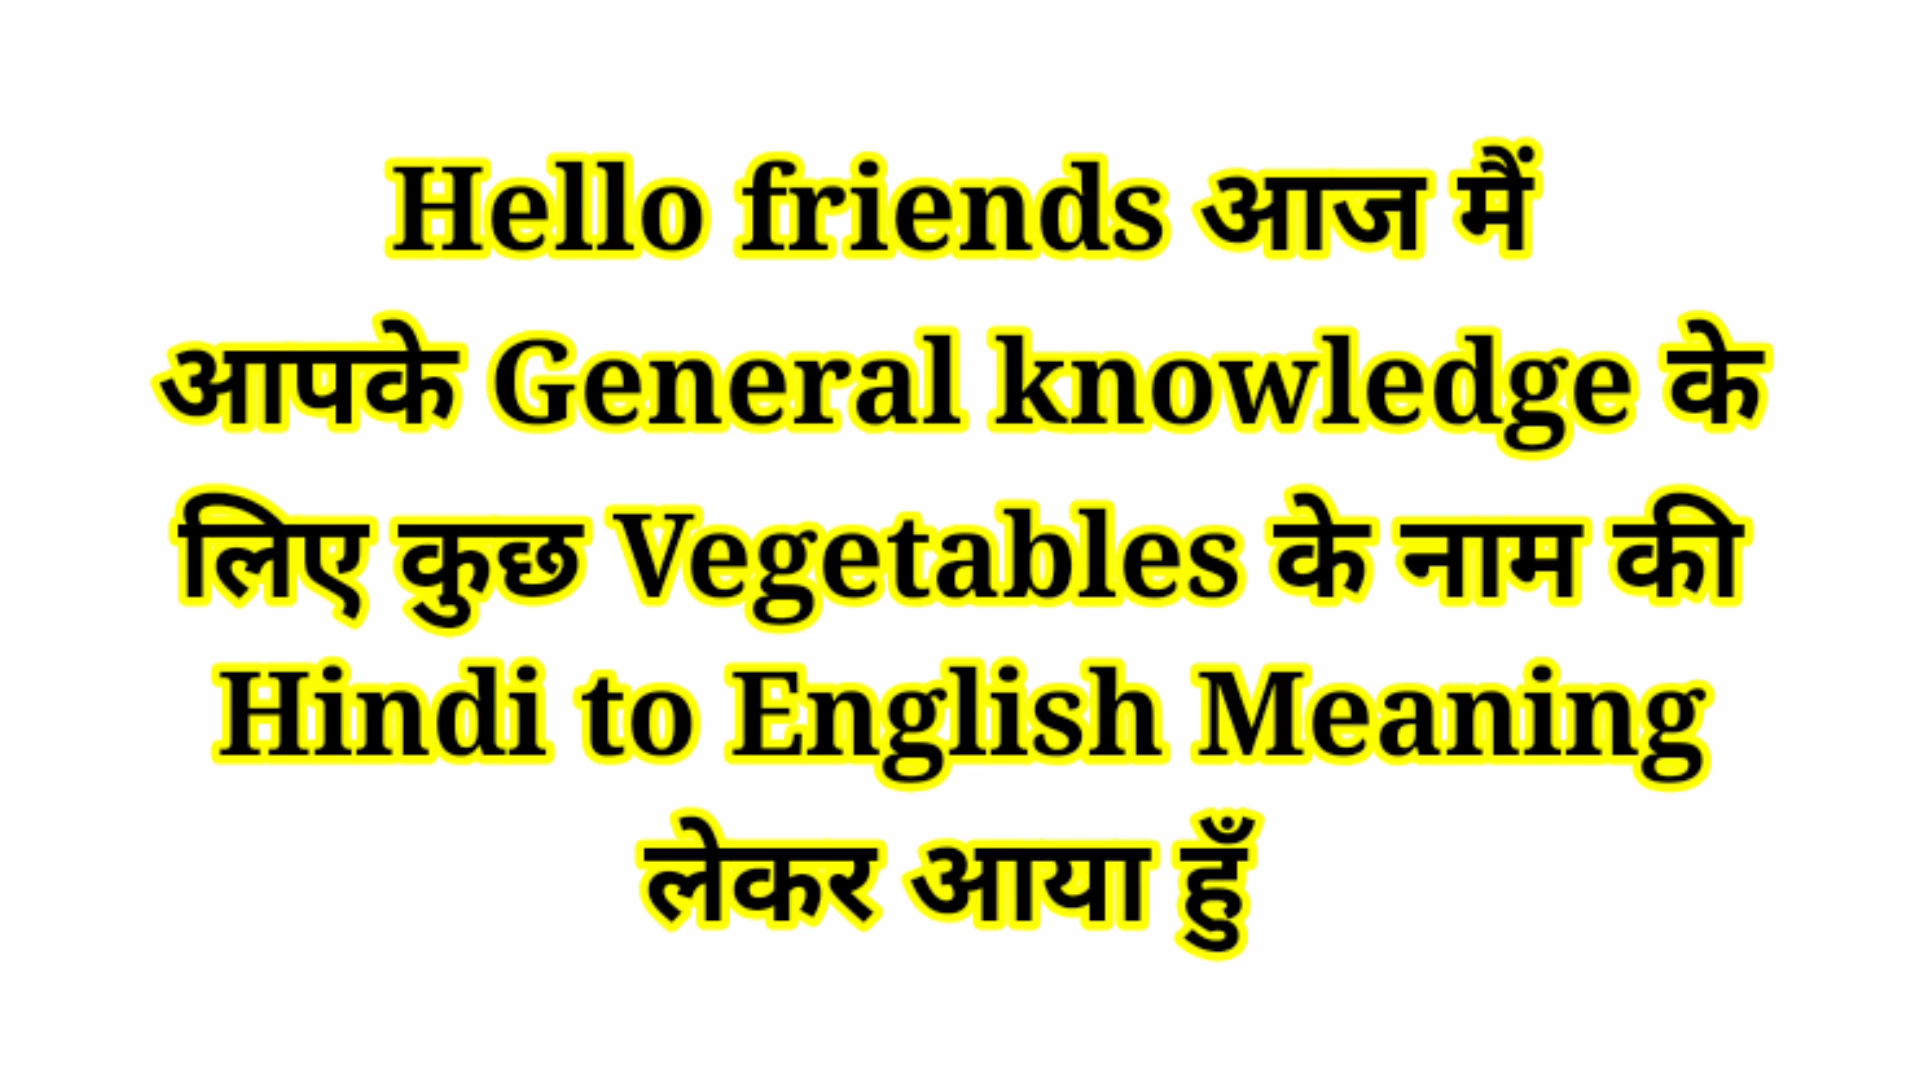 Hello friends आज मैं
आपके General knowledge के
लिए कुछ Vegetables के नाम की
Hindi to English Meaning
लेकर आया हुँ